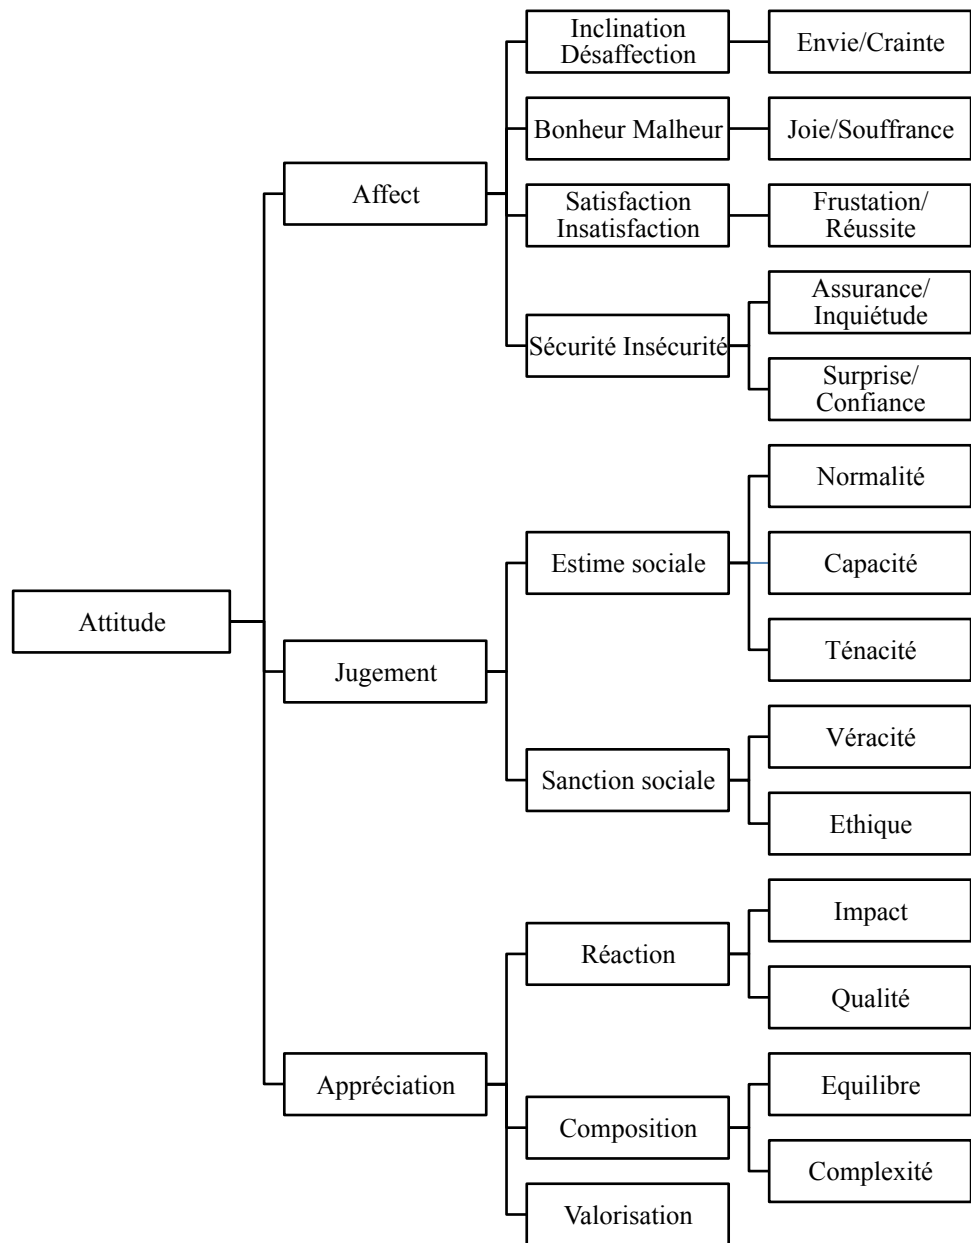 Attitude
Affect
Inclination
Désaffection
Envie/Crainte
Bonheur Malheur
Joie/Souffrance
Satisfaction
Insatisfaction
Frustation/
Réussite
Sécurité Insécurité
Assurance/
Inquiétude
Surprise/
Confiance
Jugement
Estime sociale
Normalité
Capacité
Ténacité
Sanction sociale
Véracité
Ethique
Appréciation
Réaction
Impact
Qualité
Composition
Equilibre
Complexité
Valorisation